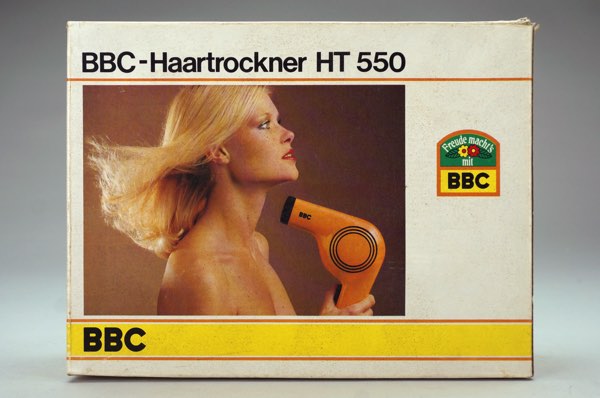 BBC-Haartrockner HT 550
Freude macht's
mit
BBC
BBC
BBC